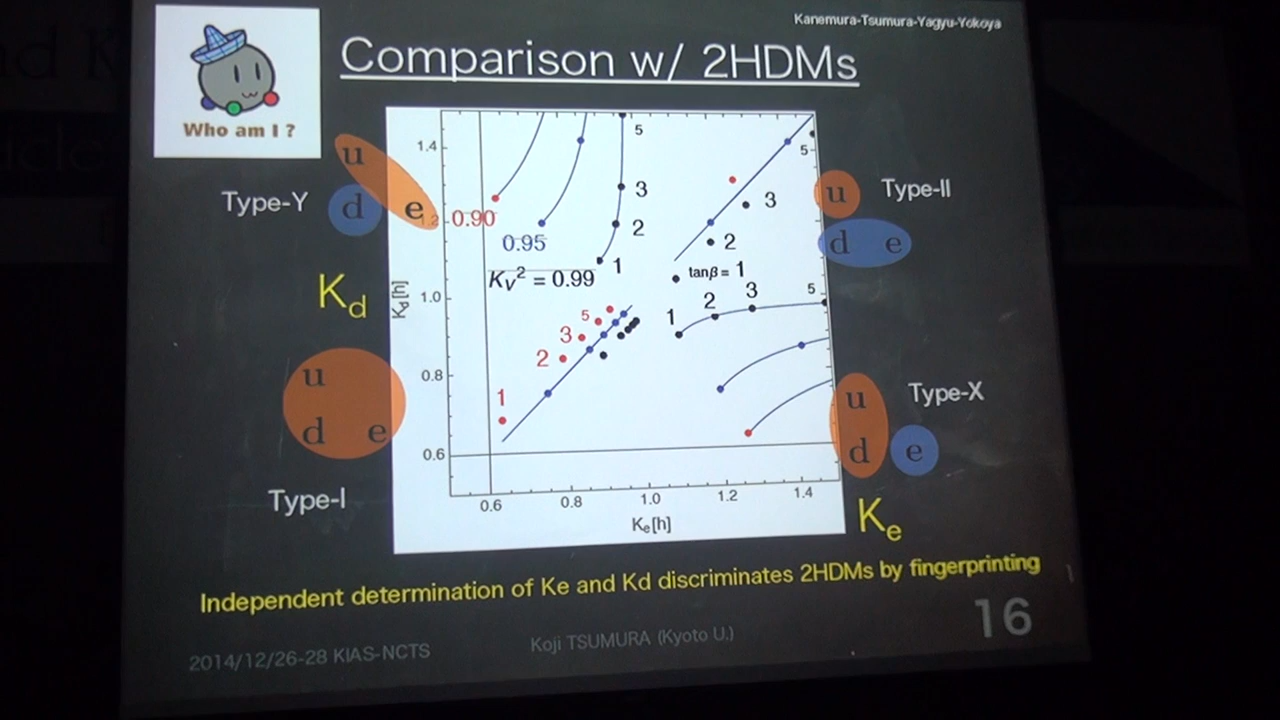 Kanemura-Tsumura-Yagyu-Yokoya
Comparison w/ 2HDMs
Who am I ?
u
Type-Y
d e
Kd
u
d e
Type-I
1.4
1.2
1.0
0.8
0.6
Kd[h]
0.90
0.95
KV² = 0.99
5
3
2
1
5
3
2
tanβ = 1
1
2
3
5
5
3
2
1
0.6 0.8 1.0 1.2 1.4
Ke[h]
u
Type-II
d e
u
Type-X
d e
Ke
Independent determination of Ke and Kd discriminates 2HDMs by fingerprinting
16
2014/12/26-28 KIAS-NCTS
Koji TSUMURA (Kyoto U.)